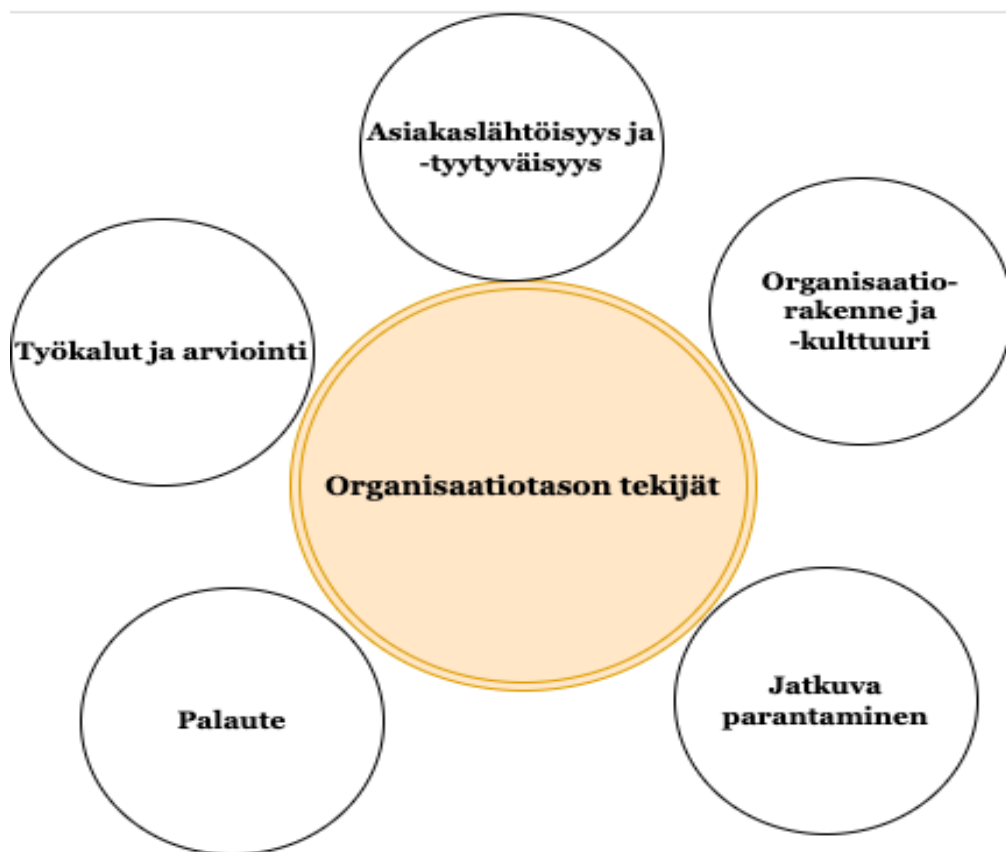 Asiakaslähtöisyys ja
-tyytyväisyys
Organisaatio-
rakenne ja
-kulttuuri
Työkalut ja arviointi
Organisaatiotason tekijät
Jatkuva
parantaminen
Palaute